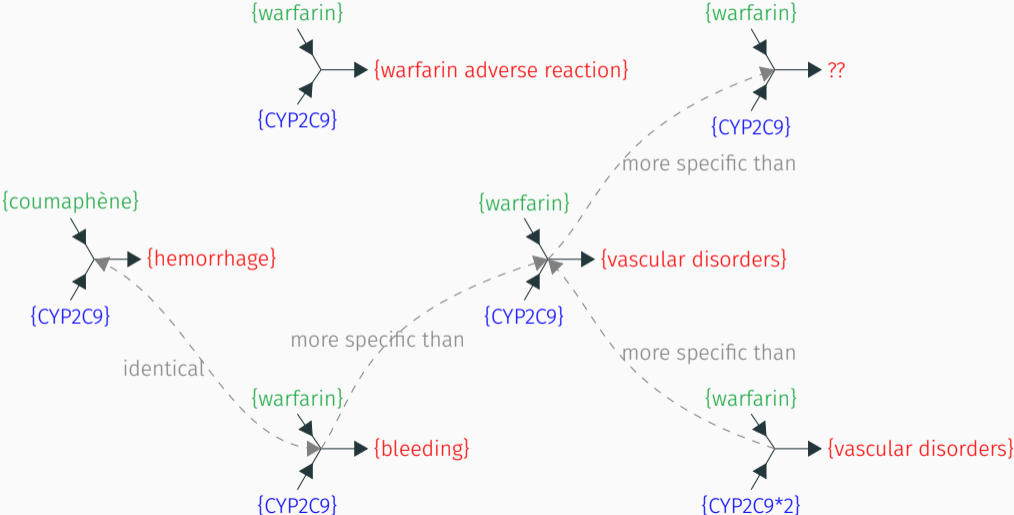 {warfarin}
{warfarin}
{warfarin adverse reaction}
??
{CYP2C9}
{CYP2C9}
more specific than
{coumaphène}
{warfarin}
{hemorrhage}
{vascular disorders}
{CYP2C9}
{CYP2C9}
more specific than
more specific than
identical
{warfarin}
{warfarin}
{bleeding}
{vascular disorders}
{CYP2C9}
{CYP2C9*2}